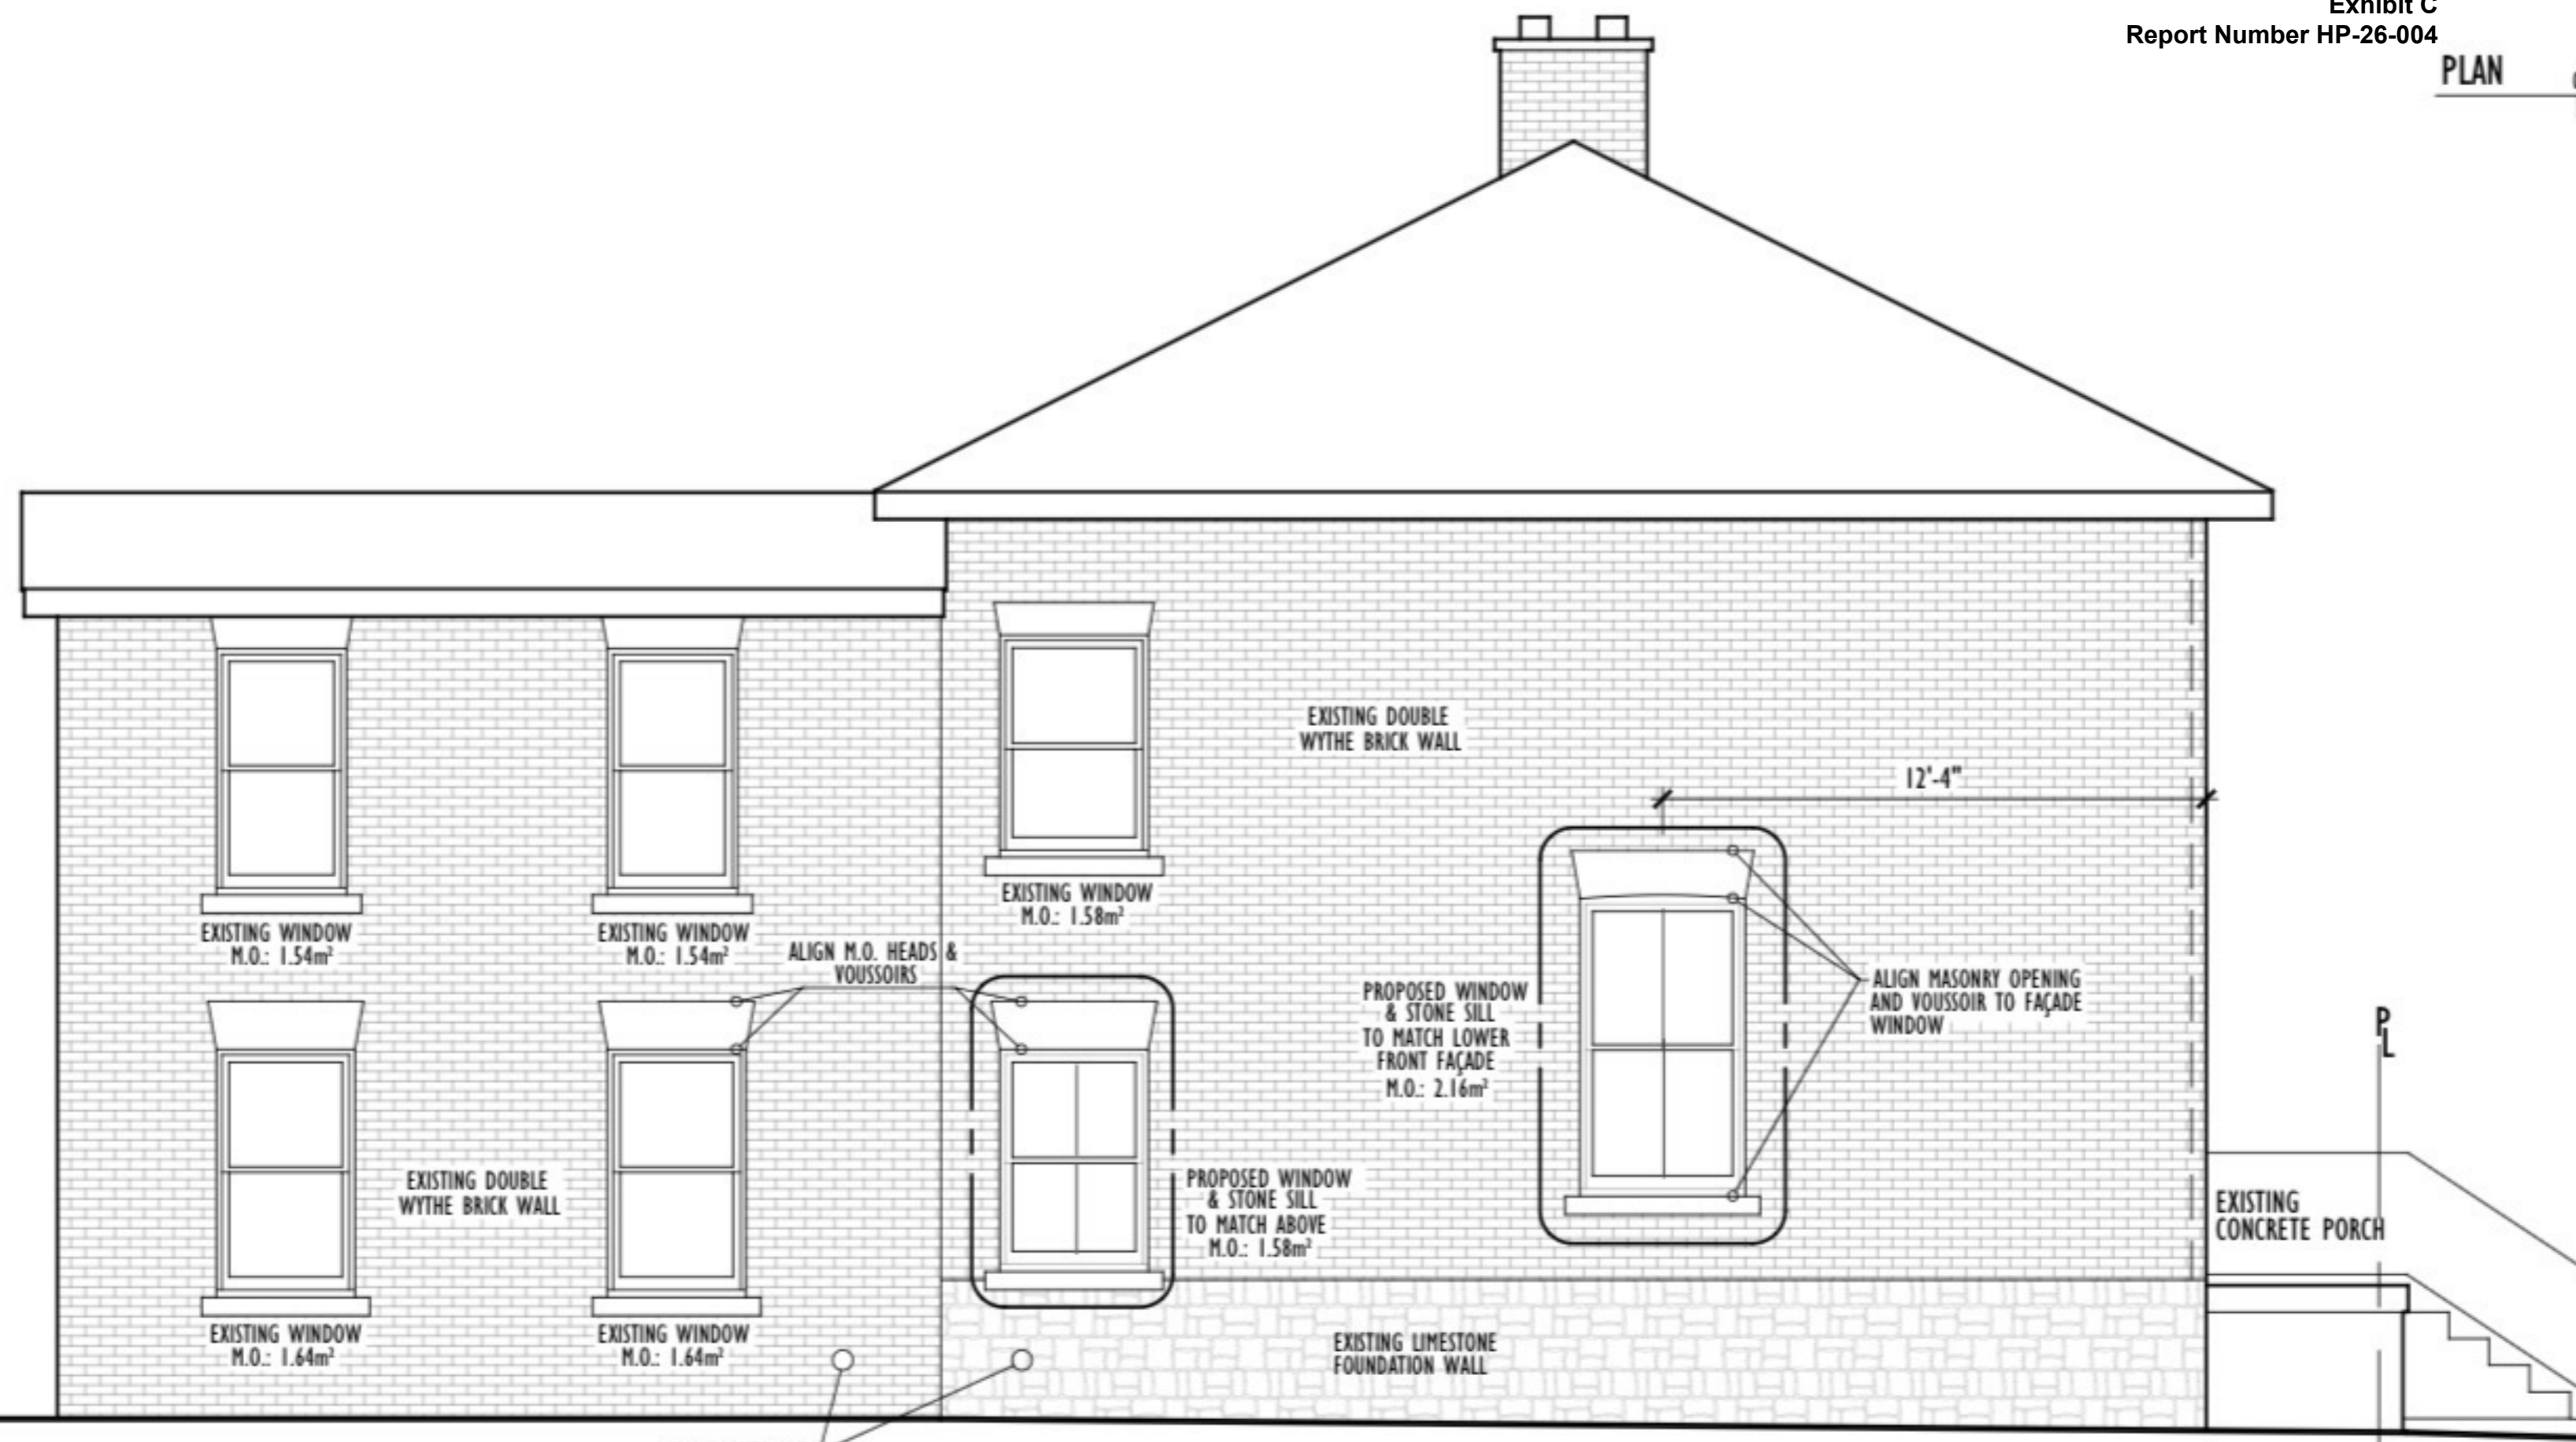 Exhibit C
Report Number HP-26-004
PLAN
EXISTING DOUBLE
WYTHE BRICK WALL
12'-4"
EXISTING WINDOW
M.O.: 1.58m²
EXISTING WINDOW
M.O.: 1.54m²
EXISTING WINDOW
M.O.: 1.54m²
ALIGN M.O. HEADS &
VOUSSOIRS
PROPOSED WINDOW
& STONE SILL
TO MATCH LOWER
FRONT FAÇADE
M.O.: 2.16m²
ALIGN MASONRY OPENING
AND VOUSSOIR TO FAÇADE
WINDOW
PL
EXISTING DOUBLE
WYTHE BRICK WALL
PROPOSED WINDOW
& STONE SILL
TO MATCH ABOVE
M.O.: 1.58m²
EXISTING
CONCRETE PORCH
EXISTING WINDOW
M.O.: 1.64m²
EXISTING WINDOW
M.O.: 1.64m²
EXISTING LIMESTONE
FOUNDATION WALL